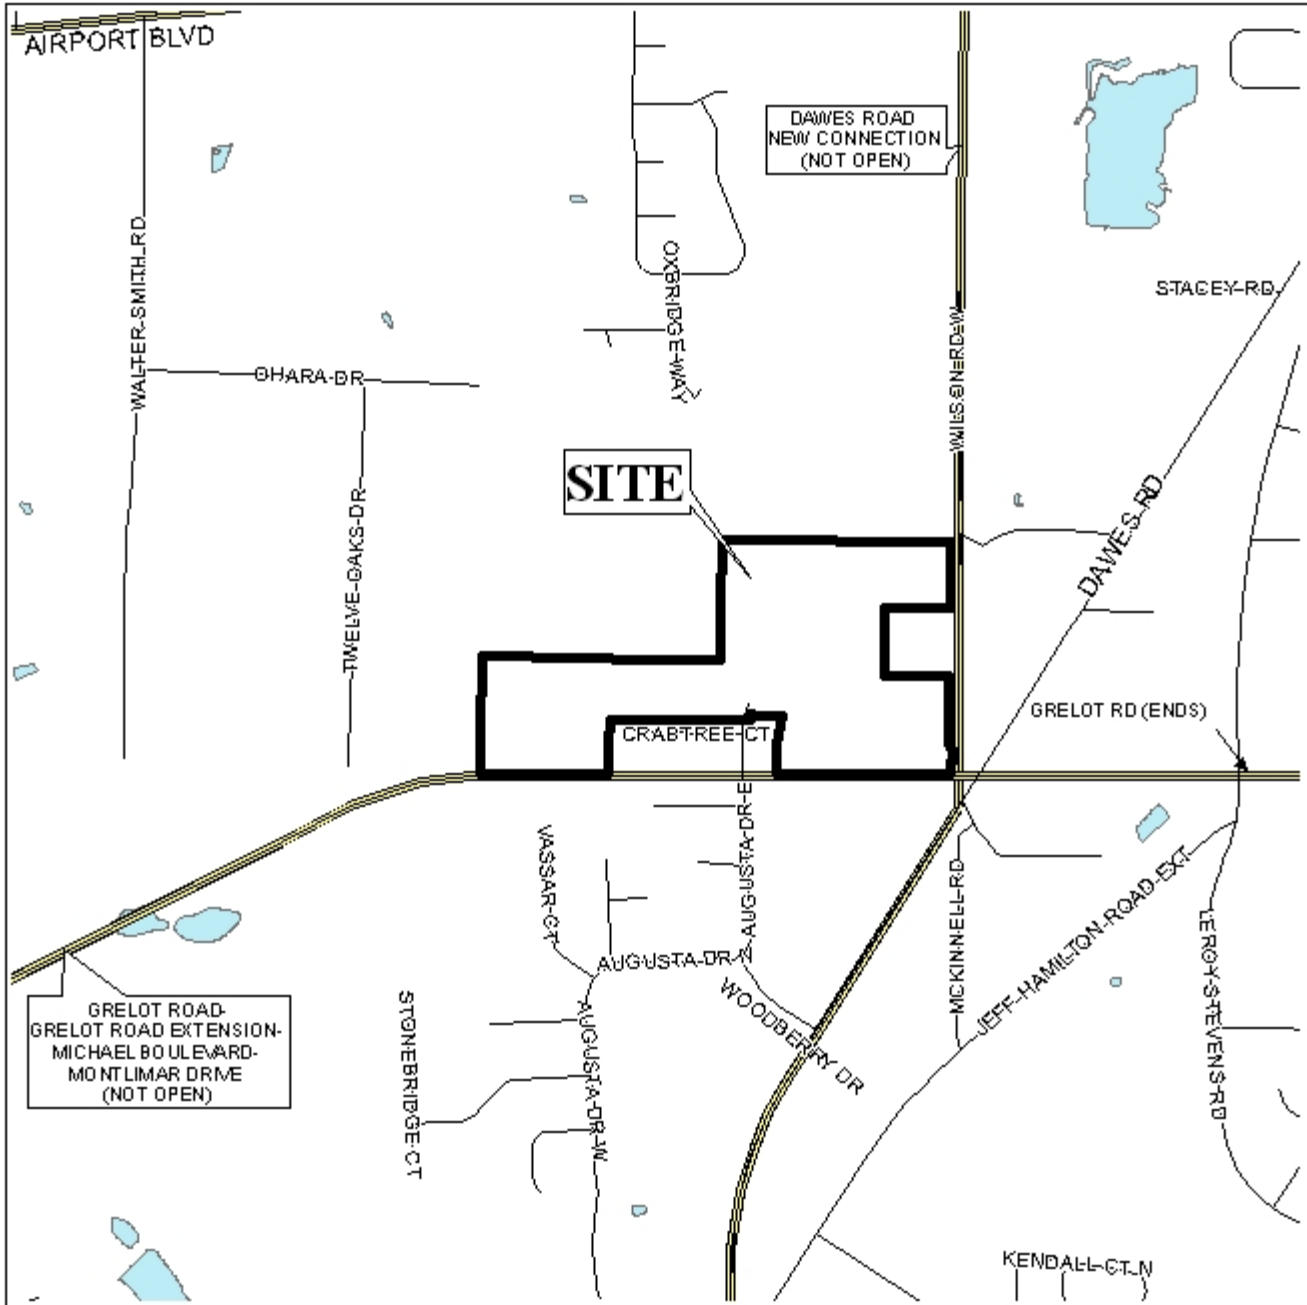 AIRPORT BLVD
DAWES ROAD
NEW CONNECTION
(NOT OPEN)
WALTER-SMITH-RD
OXBRIDGE-WAY
STACEY-RD
OHARA-DR
WILSON-RD-W
SITE
DAWES-RD
TWELVE-OAKS-DR
GRELOT RD (ENDS)
CRABTREE-CT
AUGUSTA-DR-E
VASSAR-CT
MCKINNELL-RD
JEFF-HAMILTON-ROAD-EXT
LEROY-STEVENS-RD
AUGUSTA-DR-N
WOODBERRY DR
GRELOT ROAD-
GRELOT ROAD EXTENSION-
MICHAEL BOULEVARD-
MONTLIMAR DRIVE
(NOT OPEN)
STONEBRIDGE-CT
AUGUSTA-DR-W
KENDALL-CT-N